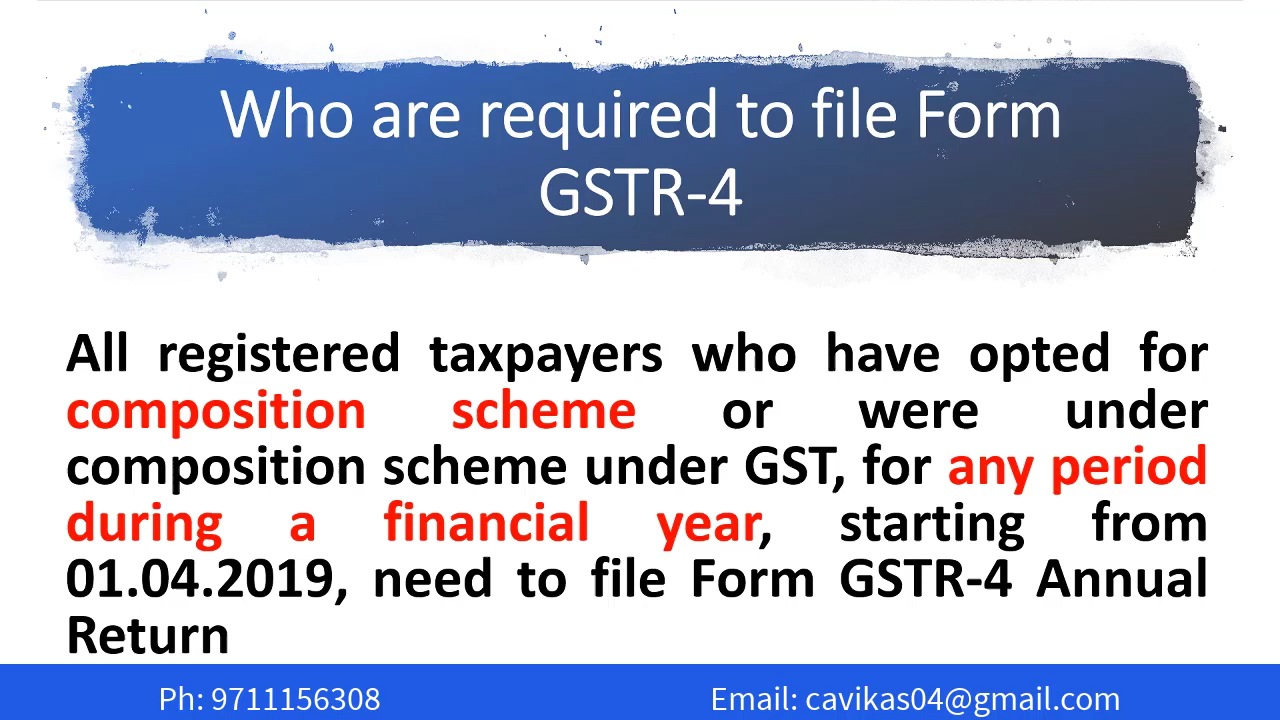 Who are required to file Form
GSTR-4
All registered taxpayers who have opted for
composition scheme or were under
composition scheme under GST, for any period
during a financial year, starting from
01.04.2019, need to file Form GSTR-4 Annual
Return
Ph: 9711156308 Email: cavikas04@gmail.com